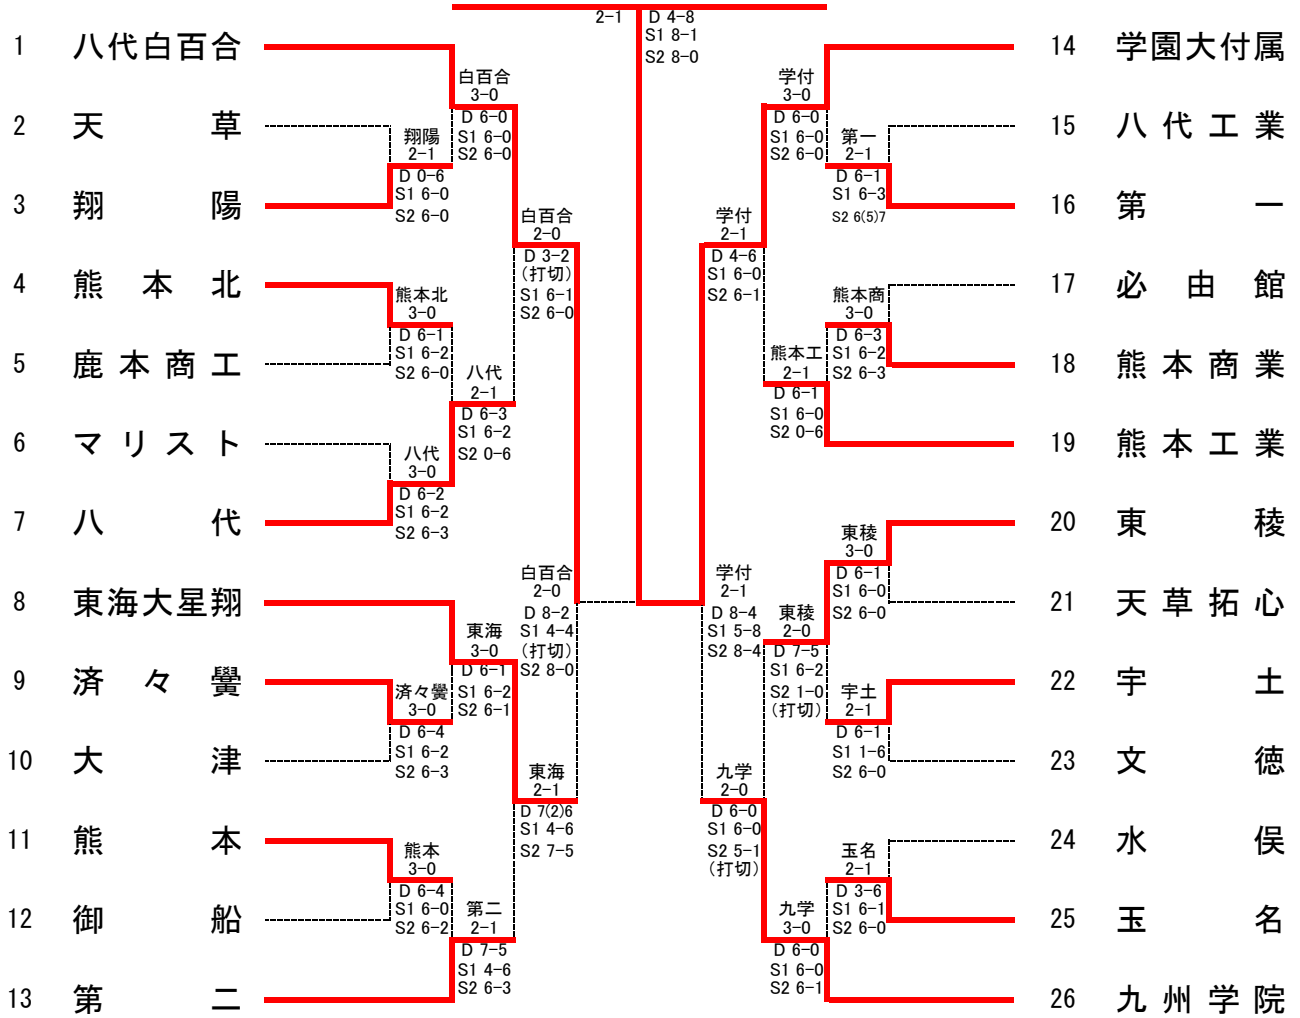 2-1
D 4-8
S1 8-1
S2 8-0
1 八代白百合
2 天草
3 翔陽
4 熊本北
5 鹿本商工
6 マリスト
7 八代
8 東海大星翔
9 済々黌
10 大津
11 熊本
12 御船
13 第二
翔陽
2-1
D 0-6
S1 6-0
S2 6-0
熊本北
3-0
D 6-1
S1 6-2
S2 6-0
八代
3-0
D 6-2
S1 6-2
S2 6-3
済々黌
3-0
D 6-4
S1 6-2
S2 6-3
熊本
3-0
D 6-4
S1 6-0
S2 6-2
白百合
3-0
D 6-0
S1 6-0
S2 6-0
八代
2-1
D 6-3
S1 6-2
S2 0-6
東海
3-0
D 6-1
S1 6-2
S2 6-1
第二
2-1
D 7-5
S1 4-6
S2 6-3
白百合
2-0
D 3-2
(打切)
S1 6-1
S2 6-0
東海
2-1
D 7(2)6
S1 4-6
S2 7-5
白百合
2-0
D 8-2
S1 4-4
(打切)
S2 8-0
学付
2-1
D 8-4
S1 5-8
S2 8-4
学付
2-1
D 4-6
S1 6-0
S2 6-1
九学
2-0
D 6-0
S1 6-0
S2 5-1
(打切)
学付
3-0
D 6-0
S1 6-0
S2 6-0
熊本工
2-1
D 6-1
S1 6-0
S2 0-6
東稜
2-0
D 7-5
S1 6-2
S2 1-0
(打切)
九学
3-0
D 6-0
S1 6-0
S2 6-1
第一
2-1
D 6-1
S1 6-3
S2 6(5)7
熊本商
3-0
D 6-3
S1 6-2
S2 6-3
東稜
3-0
D 6-1
S1 6-0
S2 6-0
宇土
2-1
D 6-1
S1 1-6
S2 6-0
玉名
2-1
D 3-6
S1 6-1
S2 6-0
14 学園大付属
15 八代工業
16 第一
17 必由館
18 熊本商業
19 熊本工業
20 東稜
21 天草拓心
22 宇土
23 文徳
24 水俣
25 玉名
26 九州学院